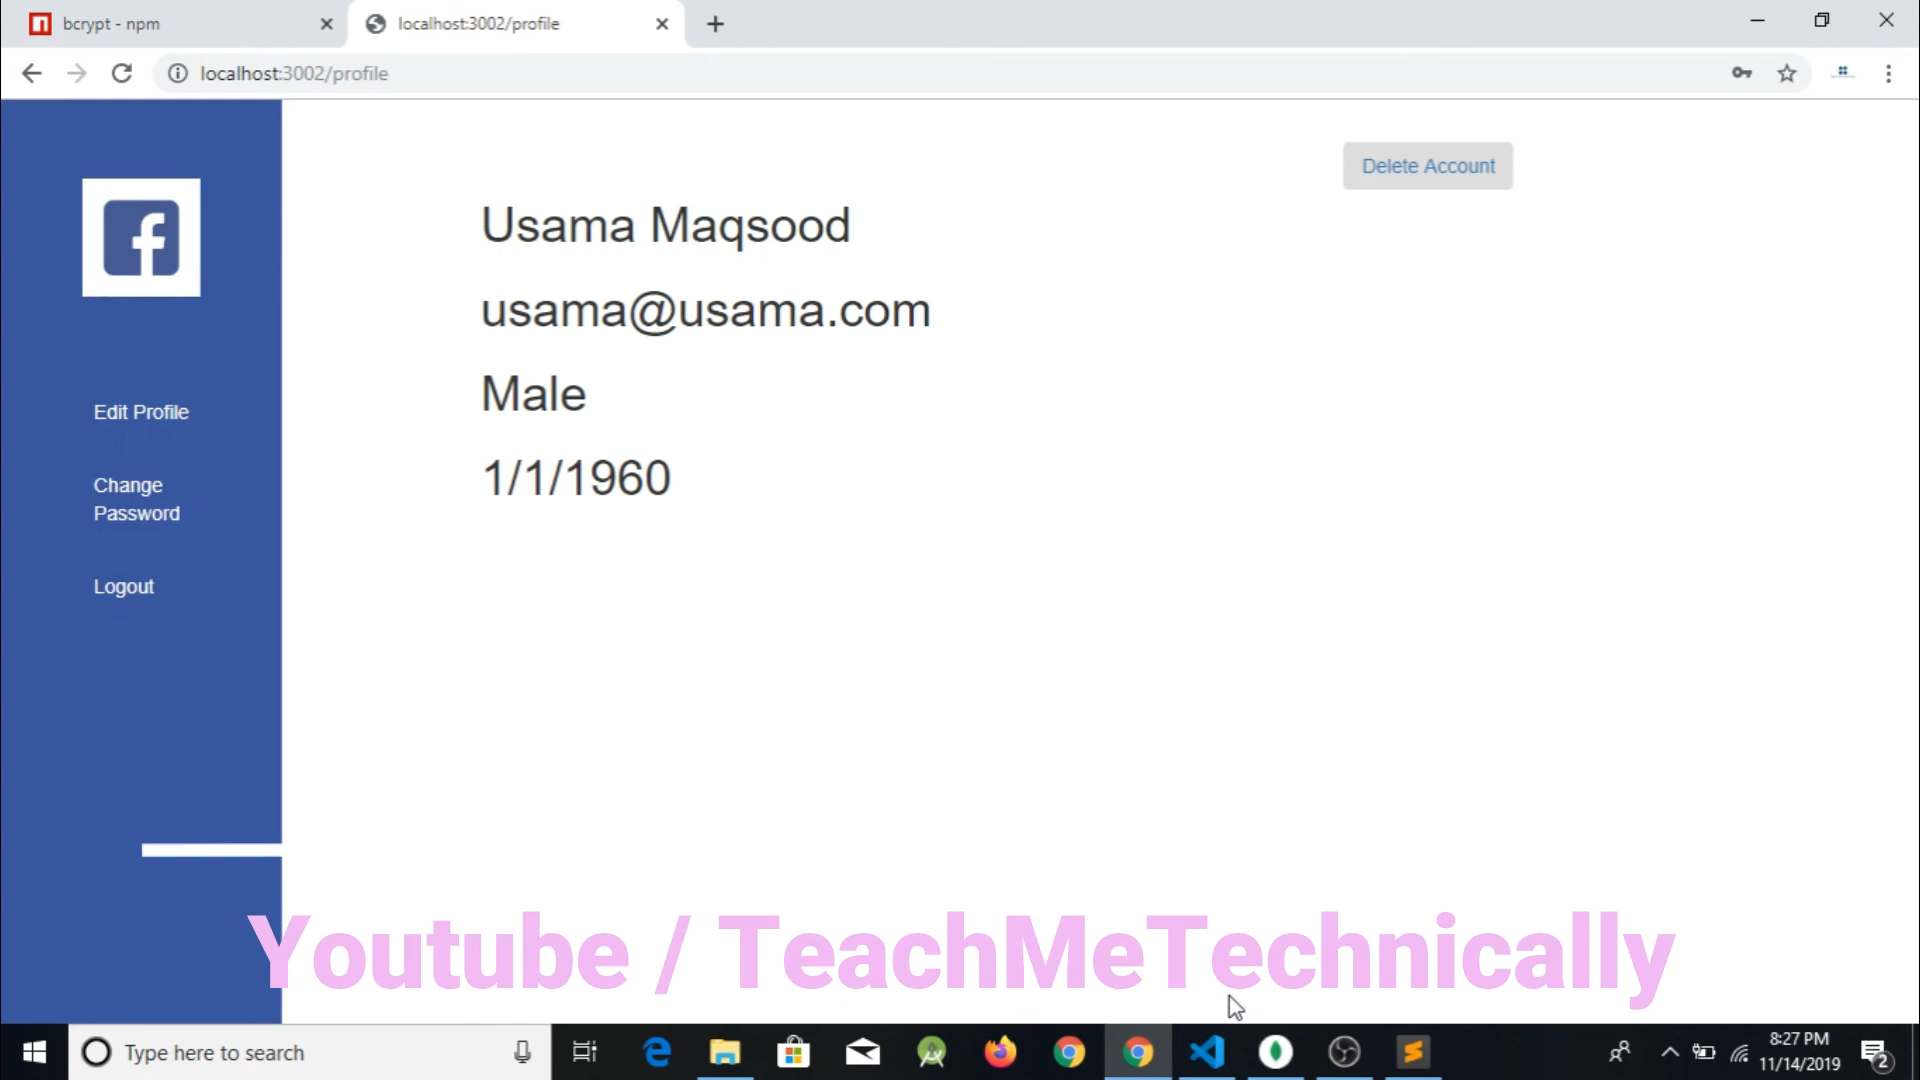 bcrypt - npm
localhost:3002/profile
localhost:3002/profile
Delete Account
Usama Maqsood
usama@usama.com
Male
1/1/1960
Edit Profile
Change
Password
Logout
Youtube / TeachMeTechnically
Type here to search
8:27 PM
11/14/2019
2